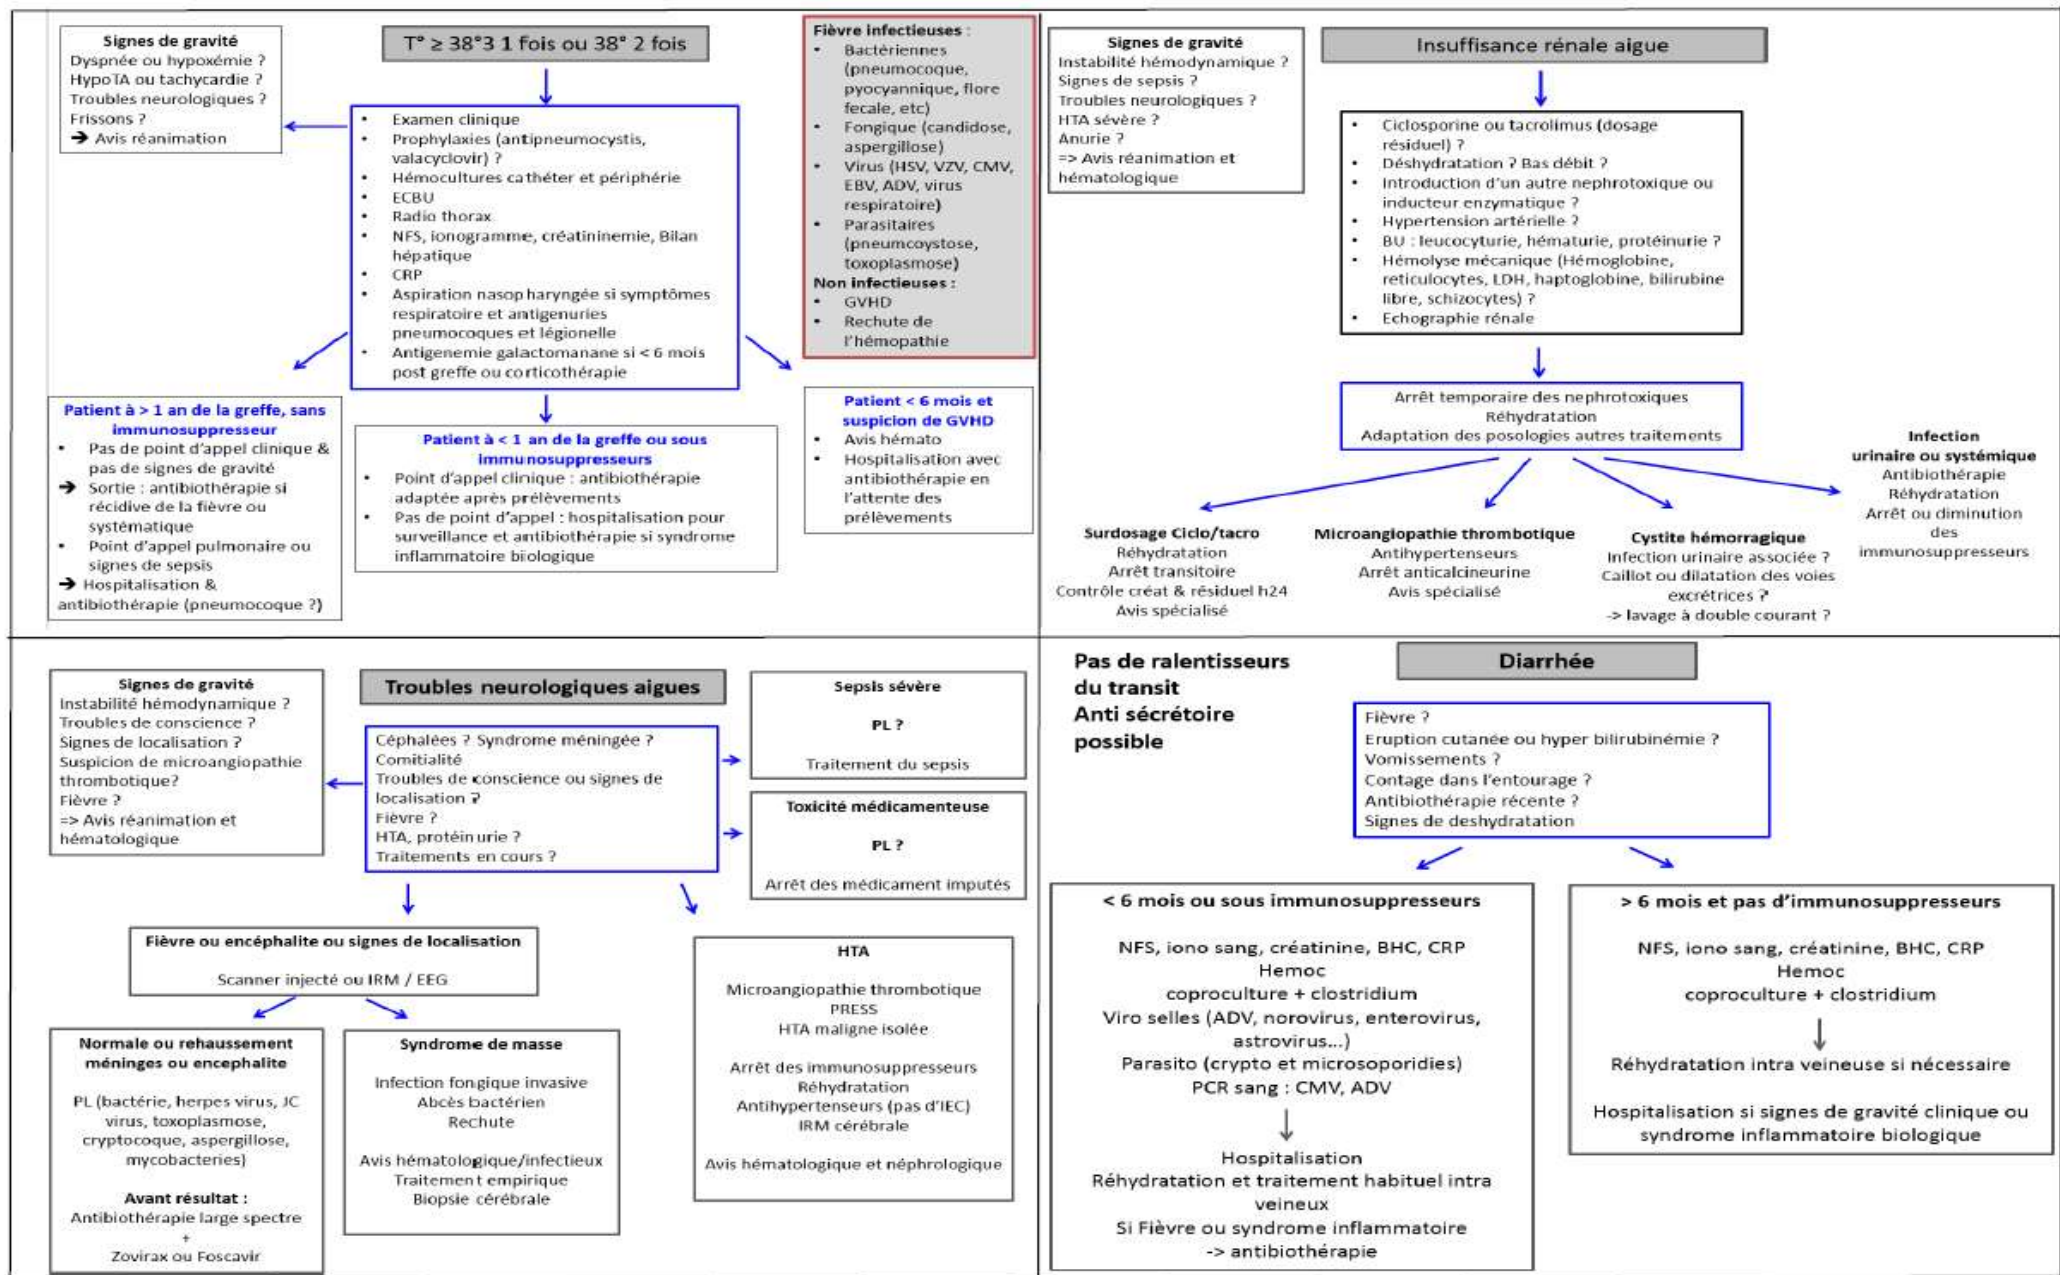 Signes de gravité
Dyspnée ou hypoxémie ?
HypoTA ou tachycardie ?
Troubles neurologiques ?
Frissons ?
➔ Avis réanimation
T° ≥ 38°3 1 fois ou 38° 2 fois
• Examen clinique
• Prophylaxies (antipneumocystis,
valacyclovir) ?
• Hémocultures cathéter et périphérie
• ECBU
• Radio thorax
• NFS, ionogramme, créatininemie, Bilan
hépatique
• CRP
• Aspiration nasopharyngée si symptômes
respiratoire et antigenuries
pneumocoques et légionelle
• Antigenemie galactomanane si < 6 mois
post greffe ou corticothérapie
Fièvre infectieuses :
• Bactériennes
(pneumocoque,
pyocyannique, flore
fecale, etc)
• Fongique (candidose,
aspergillose)
• Virus (HSV, VZV, CMV,
EBV, ADV, virus
respiratoire)
• Parasitaires
(pneumcoystose,
toxoplasmose)
Non infectieuses :
• GVHD
• Rechute de
l'hémopathie
Patient à > 1 an de la greffe, sans
immunosuppresseur
• Pas de point d'appel clinique &
pas de signes de gravité
➔ Sortie : antibiothérapie si
récidive de la fièvre ou
systématique
• Point d'appel pulmonaire ou
signes de sepsis
➔ Hospitalisation &
antibiothérapie (pneumocoque ?)
Patient à < 1 an de la greffe ou sous
immunosuppresseurs
• Point d'appel clinique : antibiothérapie
adaptée après prélèvements
• Pas de point d'appel : hospitalisation pour
surveillance et antibiothérapie si syndrome
inflammatoire biologique
Patient < 6 mois et
suspicion de GVHD
• Avis hémato
• Hospitalisation avec
antibiothérapie en
l'attente des
prélèvements
Signes de gravité
Instabilité hémodynamique ?
Signes de sepsis ?
Troubles neurologiques ?
HTA sévère ?
Anurie ?
=> Avis réanimation et
hématologique
Insuffisance rénale aigue
• Ciclosporine ou tacrolimus (dosage
résiduel) ?
• Déshydratation ? Bas débit ?
• Introduction d'un autre nephrotoxique ou
inducteur enzymatique ?
• Hypertension artérielle ?
• BU : leucocyturie, hématurie, protéinurie ?
• Hémolyse mécanique (Hémoglobine,
reticulocytes, LDH, haptoglobine, bilirubine
libre, schizocytes) ?
• Echographie rénale
Arrêt temporaire des nephrotoxiques
Réhydratation
Adaptation des posologies autres traitements
Surdosage Ciclo/tacro
Réhydratation
Arrêt transitoire
Contrôle créat & résiduel h24
Avis spécialisé
Microangiopathie thrombotique
Antihypertenseurs
Arrêt anticalcineurine
Avis spécialisé
Cystite hémorragique
Infection urinaire associée ?
Caillot ou dilatation des voies
excrétrices ?
-> lavage à double courant ?
Infection
urinaire ou systémique
Antibiothérapie
Réhydratation
Arrêt ou diminution
des
immunosuppresseurs
Signes de gravité
Instabilité hémodynamique ?
Troubles de conscience ?
Signes de localisation ?
Suspicion de microangiopathie
thrombotique?
Fièvre ?
=> Avis réanimation et
hématologique
Troubles neurologiques aigues
Céphalées ? Syndrome méningée ?
Comitialité
Troubles de conscience ou signes de
localisation ?
Fièvre ?
HTA, protéinurie ?
Traitements en cours ?
Sepsis sévère
PL ?
Traitement du sepsis
Toxicité médicamenteuse
PL ?
Arrêt des médicament imputés
Fièvre ou encéphalite ou signes de localisation
Scanner injecté ou IRM / EEG
Normale ou rehaussement
méninges ou encephalite
PL (bactérie, herpes virus, JC
virus, toxoplasmose,
cryptocoque, aspergillose,
mycobacteries)
Avant résultat :
Antibiothérapie large spectre
+
Zovirax ou Foscavir
Syndrome de masse
Infection fongique invasive
Abcès bactérien
Rechute
Avis hématologique/infectieux
Traitement empirique
Biopsie cérébrale
HTA
Microangiopathie thrombotique
PRESS
HTA maligne isolée
Arrêt des immunosuppresseurs
Réhydratation
Antihypertenseurs (pas d'IEC)
IRM cérébrale
Avis hématologique et néphrologique
Pas de ralentisseurs
du transit
Anti sécrétoire
possible
Diarrhée
Fièvre ?
Eruption cutanée ou hyper bilirubinémie ?
Vomissements ?
Contage dans l'entourage ?
Antibiothérapie récente ?
Signes de deshydratation
< 6 mois ou sous immunosuppresseurs
NFS, iono sang, créatinine, BHC, CRP
Hemoc
coproculture + clostridium
Viro selles (ADV, norovirus, enterovirus,
astrovirus...)
Parasito (crypto et microsoporidies)
PCR sang : CMV, ADV
Hospitalisation
Réhydratation et traitement habituel intra
veineux
Si Fièvre ou syndrome inflammatoire
-> antibiothérapie
> 6 mois et pas d'immunosuppresseurs
NFS, iono sang, créatinine, BHC, CRP
Hemoc
coproculture + clostridium
Réhydratation intra veineuse si nécessaire
Hospitalisation si signes de gravité clinique ou
syndrome inflammatoire biologique